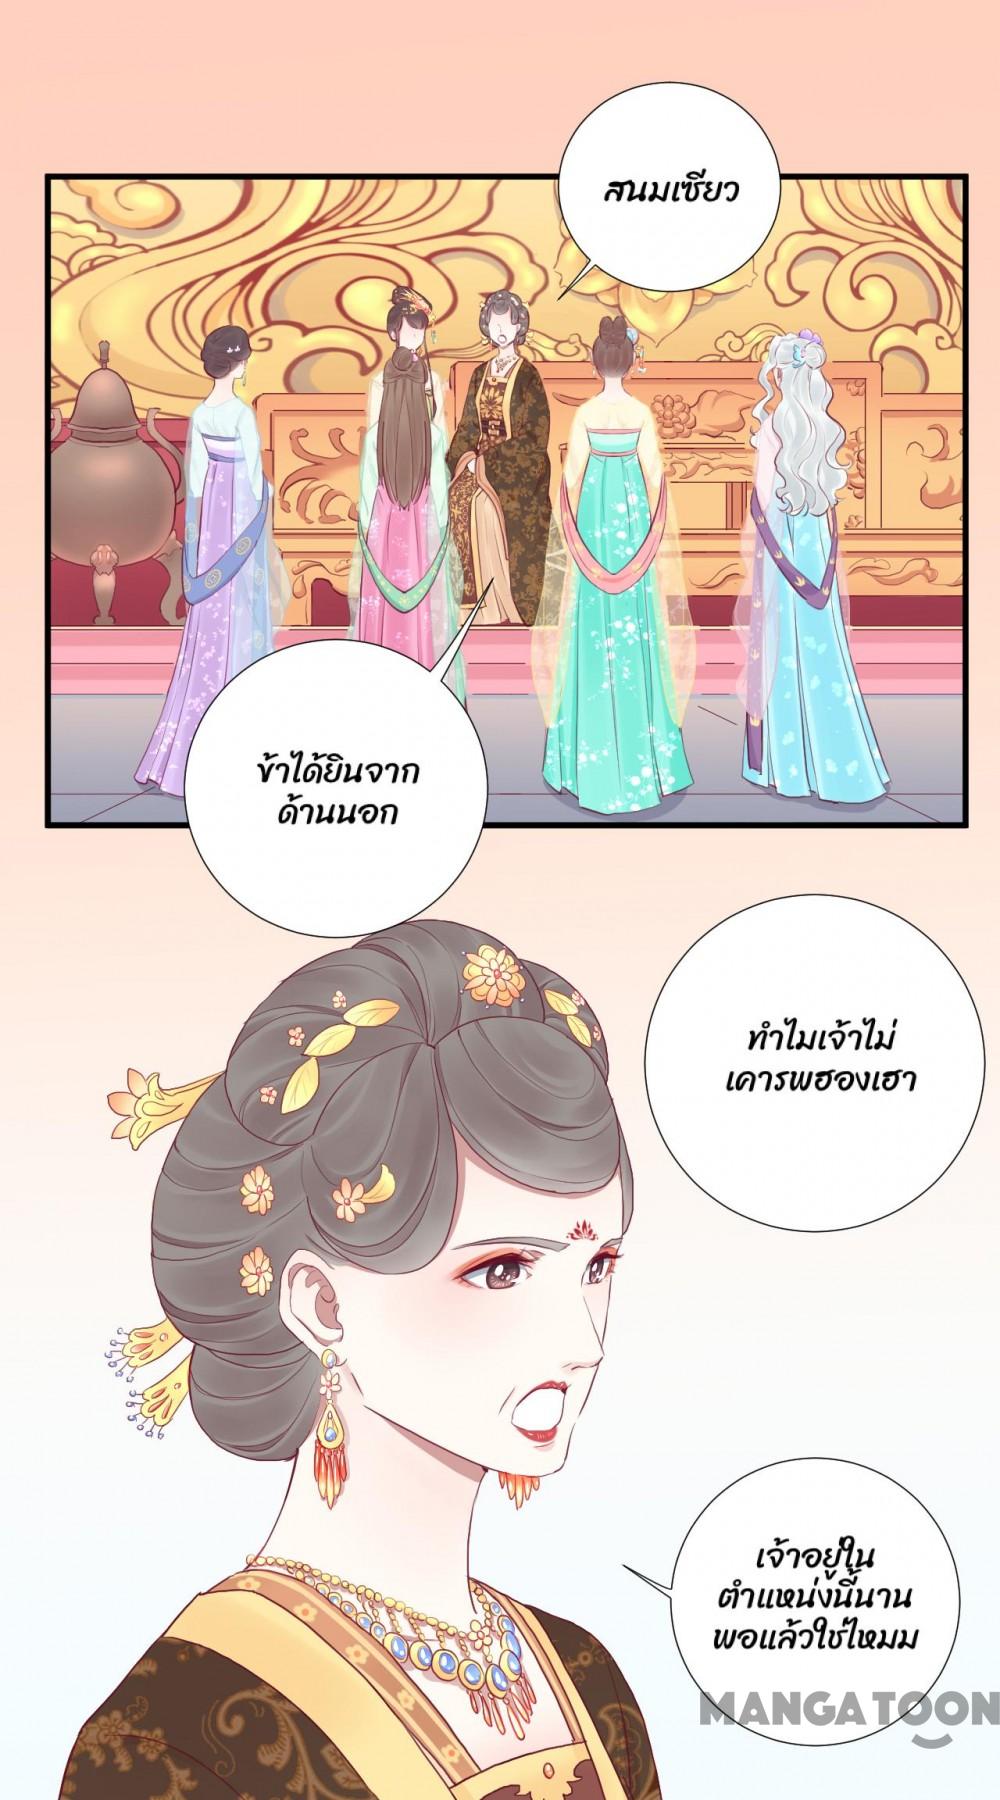 สนมเซียว
ข้าได้ยินจาก
ด้านนอก
ทำไมเจ้าไม่
เคารพฮองเฮา
เจ้าอยู่ใน
ตำแหน่งนี้นาน
พอแล้วใช่ไหมม
MANGATOON